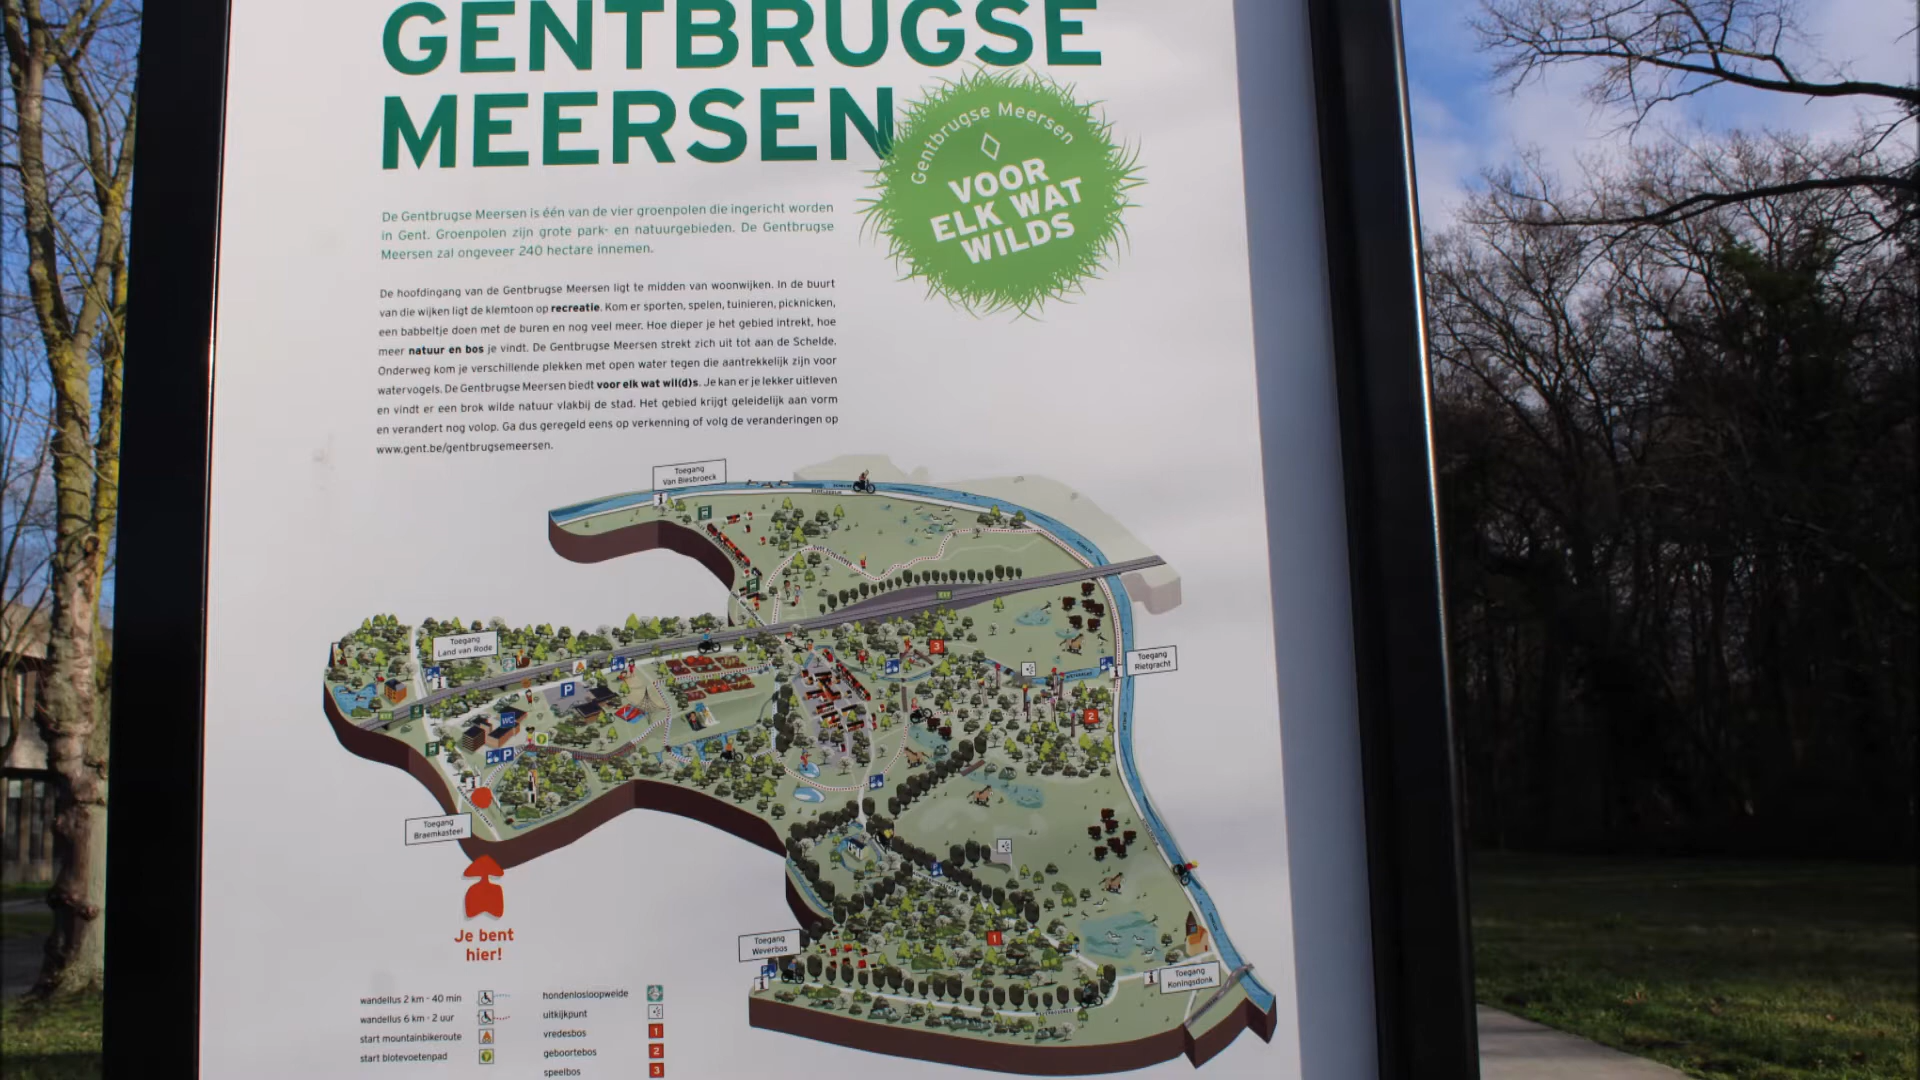 GENTBRUGSE
MEERSEN
Gentbrugse Meersen
VOOR
ELK WAT
WILDS
De Gentbrugse Meersen is één van de vier groenpolen die ingericht worden
in Gent. Groenpolen zijn grote park- en natuurgebieden. De Gentbrugse
Meersen zal ongeveer 240 hectare innemen.
De hoofdingang van de Gentbrugse Meersen ligt te midden van woonwijken. In de buurt
van die wijken ligt de klemtoon op recreatie. Kom er sporten, spelen, tuinieren, picknicken,
een babbeltje doen met de buren en nog veel meer. Hoe dieper je het gebied intrekt, hoe
meer natuur en bos je vindt. De Gentbrugse Meersen strekt zich uit tot aan de Schelde.
Onderweg kom je verschillende plekken met open water tegen die aantrekkelijk zijn voor
watervogels. De Gentbrugse Meersen biedt voor elk wat wil(d)s. Je kan er je lekker uitleven
en vindt er een brok wilde natuur vlakbij de stad. Het gebied krijgt geleidelijk aan vorm
en verandert nog volop. Ga dus geregeld eens op verkenning of volg de veranderingen op
www.gent.be/gentbrugsemeersen.
Toegang
Van Biesbroeck
Toegang
Land van Rode
Toegang
Rietgracht
3
2
P
WC
P
Toegang
Braemkasteel
Je bent
hier!
Toegang
Weverbos
1
Toegang
Koningsdonk
wandellus 2 km - 40 min
wandellus 6 km - 2 uur
start mountainbikeroute
start blotevoetenpad
hondenlosloopweide
uitkijkpunt
vredesbos 1
geboortebos 2
speelbos 3